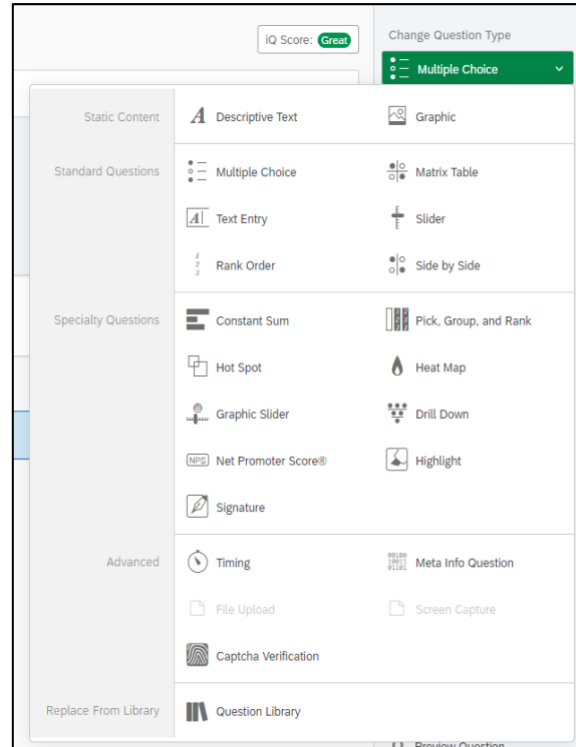 iQ Score: Great
Change Question Type
Multiple Choice
Static Content
Descriptive Text
Graphic
Standard Questions
Multiple Choice
Matrix Table
Text Entry
Slider
Rank Order
Side by Side
Specialty Questions
Constant Sum
Pick, Group, and Rank
Hot Spot
Heat Map
Graphic Slider
Drill Down
NPS Net Promoter Score®
Highlight
Signature
Advanced
Timing
Meta Info Question
File Upload
Screen Capture
Captcha Verification
Replace From Library
Question Library
Preview Question